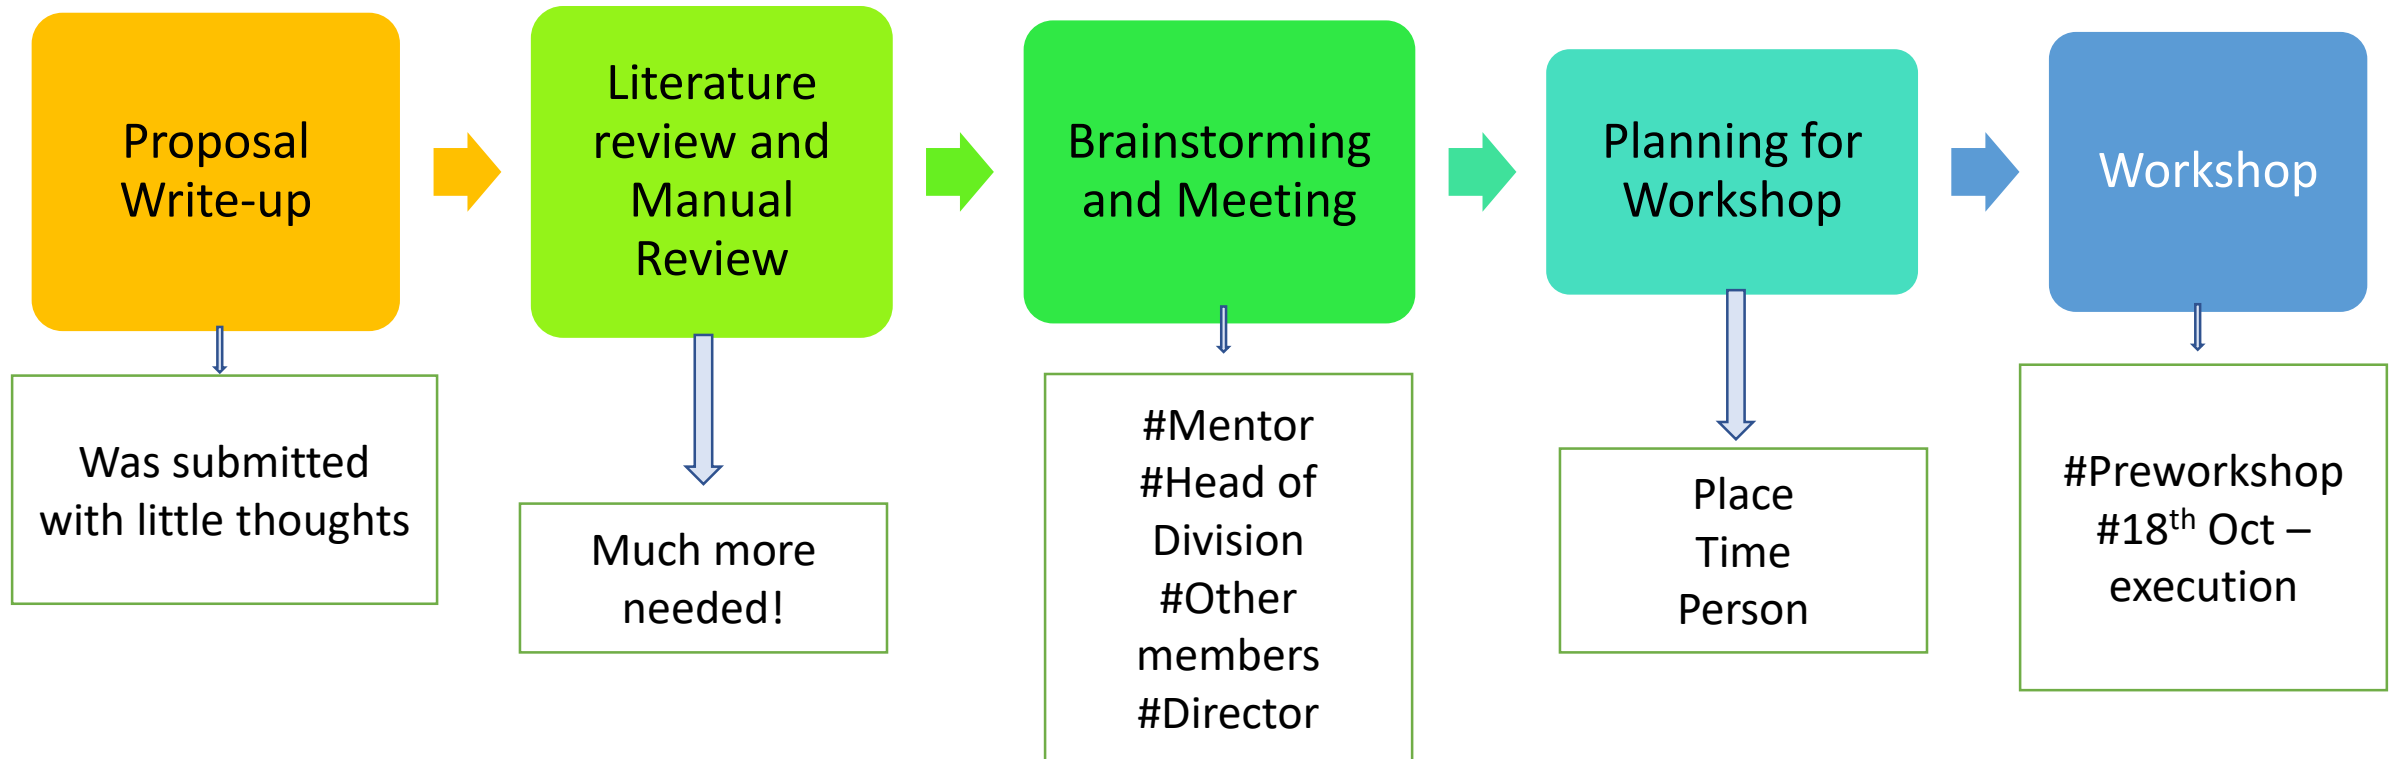 Proposal
Write-up
Literature
review and
Manual
Review
Brainstorming
and Meeting
Planning for
Workshop
Workshop
Was submitted
with little thoughts
Much more
needed!
#Mentor
#Head of
Division
#Other
members
#Director
Place
Time
Person
#Preworkshop
#18th Oct –
execution